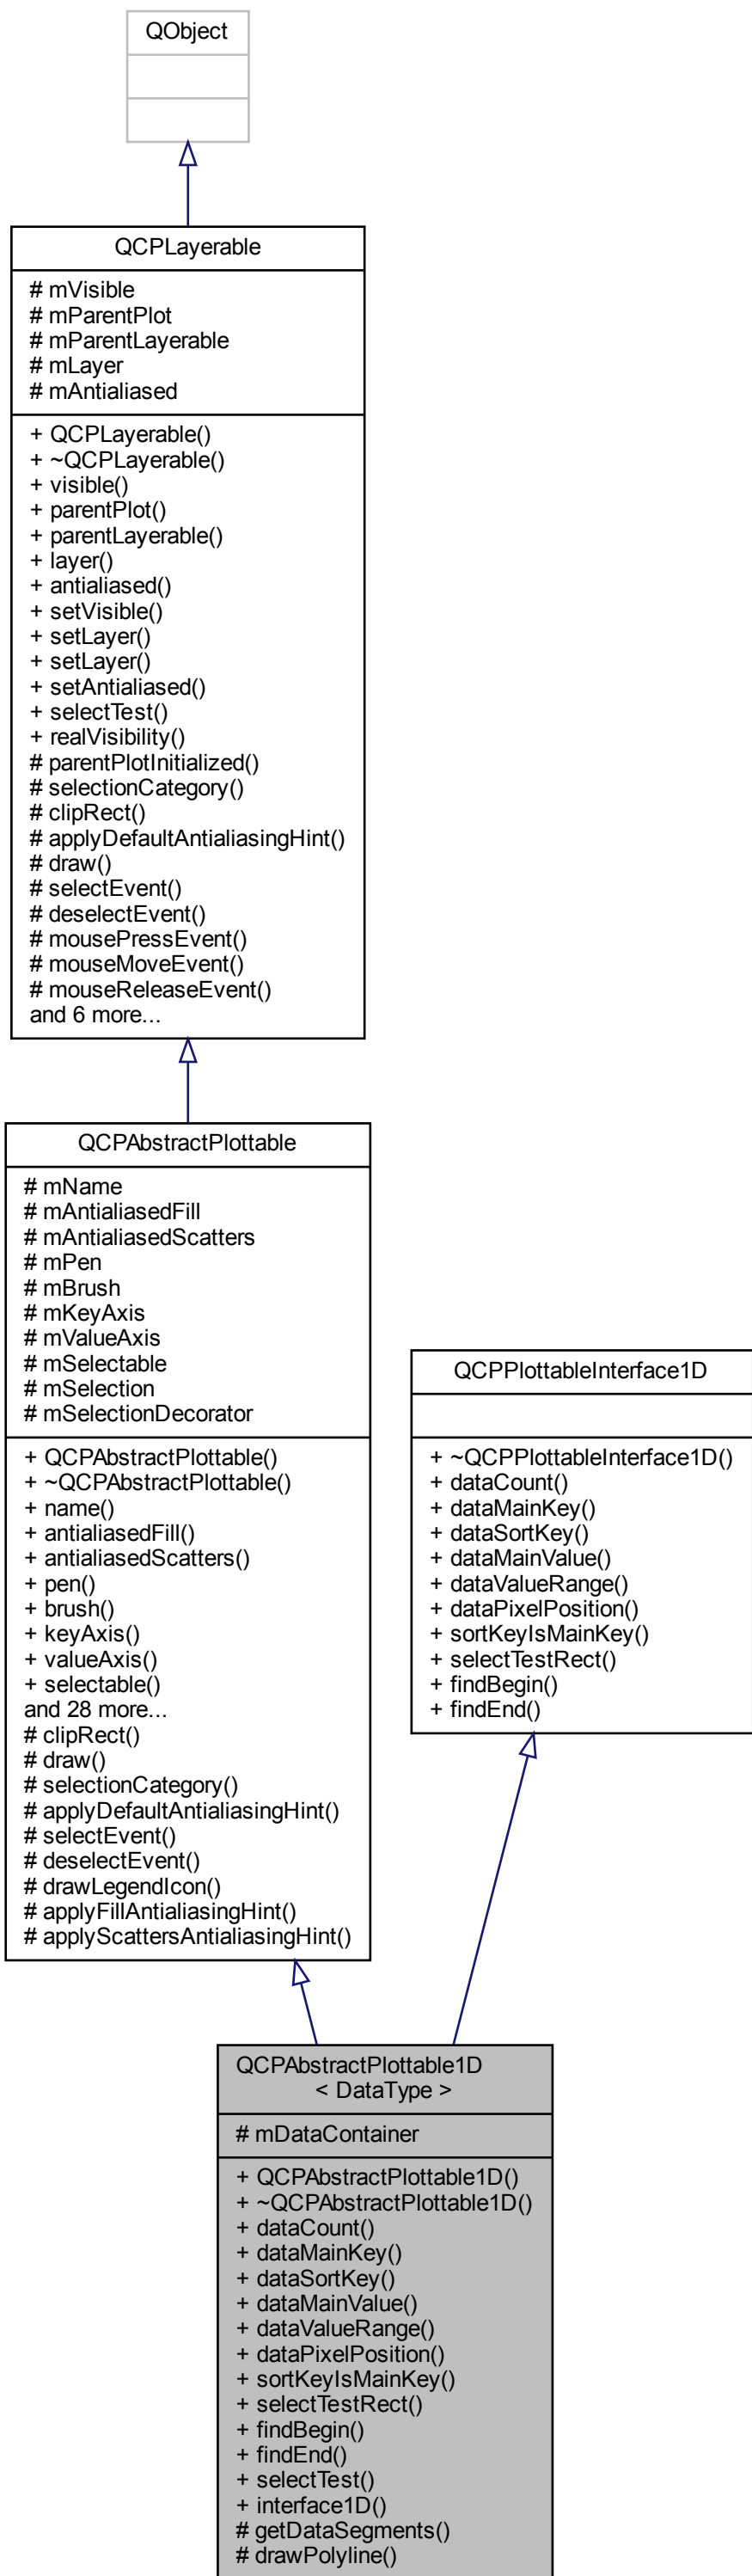 QObject
QCPLayerable
# mVisible
# mParentPlot
# mParentLayerable
# mLayer
# mAntialiased
+ QCPLayerable()
+ ~QCPLayerable()
+ visible()
+ parentPlot()
+ parentLayerable()
+ layer()
+ antialiased()
+ setVisible()
+ setLayer()
+ setLayer()
+ setAntialiased()
+ selectTest()
+ realVisibility()
# parentPlotInitialized()
# selectionCategory()
# clipRect()
# applyDefaultAntialiasingHint()
# draw()
# selectEvent()
# deselectEvent()
# mousePressEvent()
# mouseMoveEvent()
# mouseReleaseEvent()
and 6 more...
QCPAbstractPlottable
# mName
# mAntialiasedFill
# mAntialiasedScatters
# mPen
# mBrush
# mKeyAxis
# mValueAxis
# mSelectable
# mSelection
# mSelectionDecorator
+ QCPAbstractPlottable()
+ ~QCPAbstractPlottable()
+ name()
+ antialiasedFill()
+ antialiasedScatters()
+ pen()
+ brush()
+ keyAxis()
+ valueAxis()
+ selectable()
and 28 more...
# clipRect()
# draw()
# selectionCategory()
# applyDefaultAntialiasingHint()
# selectEvent()
# deselectEvent()
# drawLegendIcon()
# applyFillAntialiasingHint()
# applyScattersAntialiasingHint()
QCPPlottableInterface1D
+ ~QCPPlottableInterface1D()
+ dataCount()
+ dataMainKey()
+ dataSortKey()
+ dataMainValue()
+ dataValueRange()
+ dataPixelPosition()
+ sortKeyIsMainKey()
+ selectTestRect()
+ findBegin()
+ findEnd()
QCPAbstractPlottable1D
< DataType >
# mDataContainer
+ QCPAbstractPlottable1D()
+ ~QCPAbstractPlottable1D()
+ dataCount()
+ dataMainKey()
+ dataSortKey()
+ dataMainValue()
+ dataValueRange()
+ dataPixelPosition()
+ sortKeyIsMainKey()
+ selectTestRect()
+ findBegin()
+ findEnd()
+ selectTest()
+ interface1D()
# getDataSegments()
# drawPolyline()